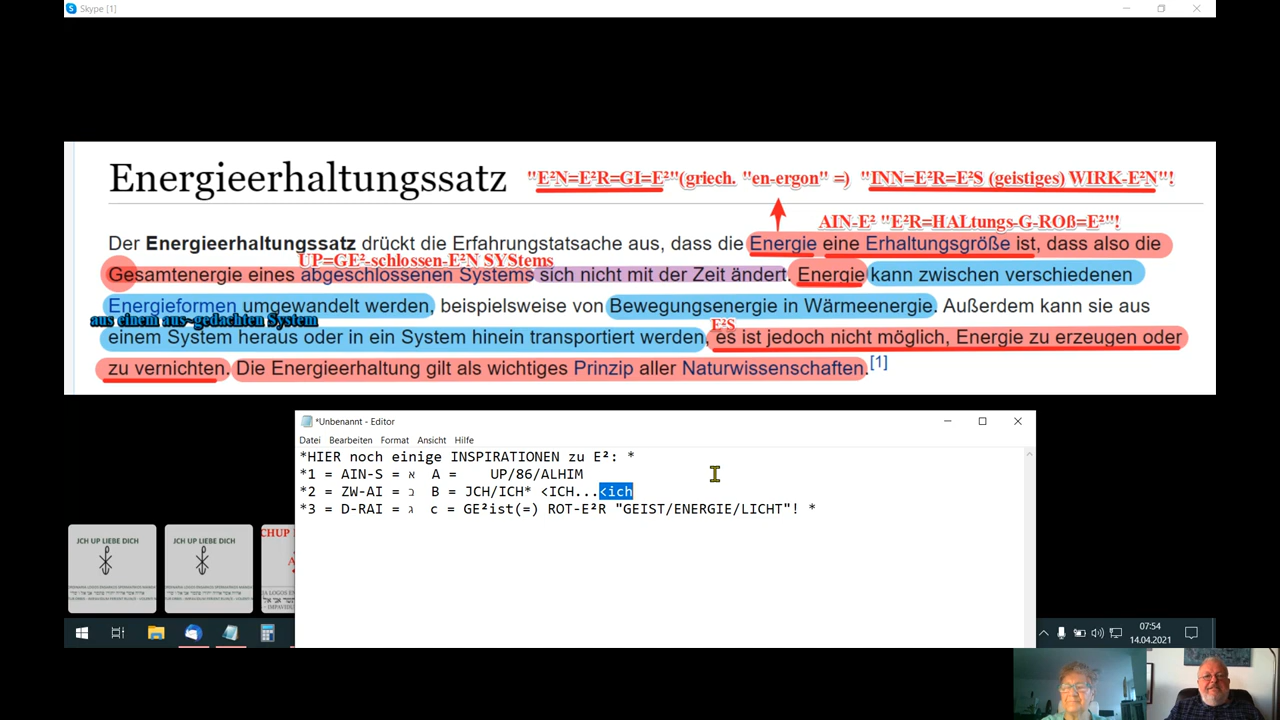 Skype [1]
Energieerhaltungssatz "E²N=E²R=GI=E²"(griech. "en-ergon" =) "INN=E²R=E²S (geistiges) WIRK-E²N"!
AIN-E² "E²R=HALtungs-G-ROß=E²"!
Der Energieerhaltungssatz drückt die Erfahrungstatsache aus, dass die Energie eine Erhaltungsgröße ist, dass also die
UP=GE²-schlossen-E²N SYStems
Gesamtenergie eines abgeschlossenen Systems sich nicht mit der Zeit ändert. Energie kann zwischen verschiedenen
Energieformen umgewandelt werden, beispielsweise von Bewegungsenergie in Wärmeenergie. Außerdem kann sie aus
aus einem aus~gedachten System
E²S
einem System heraus oder in ein System hinein transportiert werden, es ist jedoch nicht möglich, Energie zu erzeugen oder
zu vernichten. Die Energieerhaltung gilt als wichtiges Prinzip aller Naturwissenschaften.[1]
*Unbenannt - Editor
Datei Bearbeiten Format Ansicht Hilfe
*HIER noch einige INSPIRATIONEN zu E²: *
*1 = AIN-S = א A = UP/86/ALHIM
*2 = ZW-AI = ב B = JCH/ICH* <ICH...<ich
*3 = D-RAI = ג c = GE²ist(=) ROT-E²R "GEIST/ENERGIE/LICHT"! *
JCH UP LIEBE DICH
JCH UP LIEBE DICH
CHUP
07:54
14.04.2021